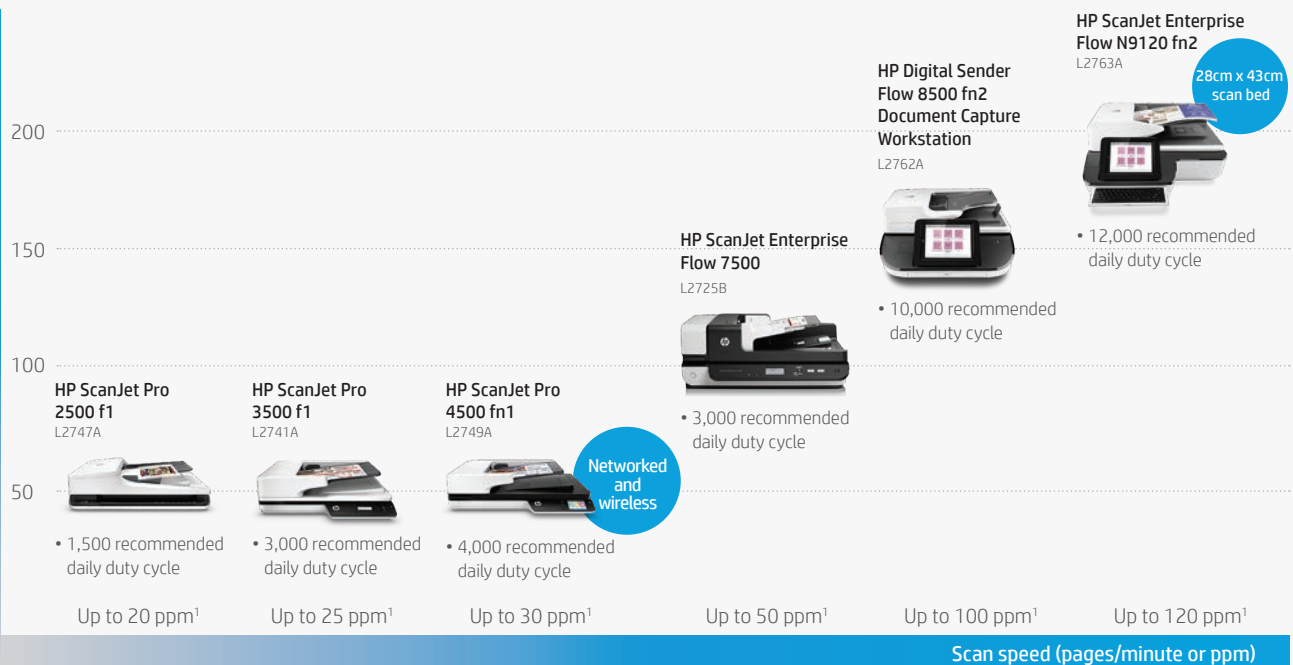 HP ScanJet Enterprise
Flow N9120 fn2
L2763A
28cm x 43cm
scan bed
• 12,000 recommended
daily duty cycle
HP Digital Sender
Flow 8500 fn2
Document Capture
Workstation
L2762A
• 10,000 recommended
daily duty cycle
HP ScanJet Enterprise
Flow 7500
L2725B
• 3,000 recommended
daily duty cycle
200
150
100
50
HP ScanJet Pro
2500 f1
L2747A
• 1,500 recommended
daily duty cycle
HP ScanJet Pro
3500 f1
L2741A
• 3,000 recommended
daily duty cycle
HP ScanJet Pro
4500 fn1
L2749A
Networked
and
wireless
• 4,000 recommended
daily duty cycle
Up to 20 ppm¹
Up to 25 ppm¹
Up to 30 ppm¹
Up to 50 ppm¹
Up to 100 ppm¹
Up to 120 ppm¹
Scan speed (pages/minute or ppm)